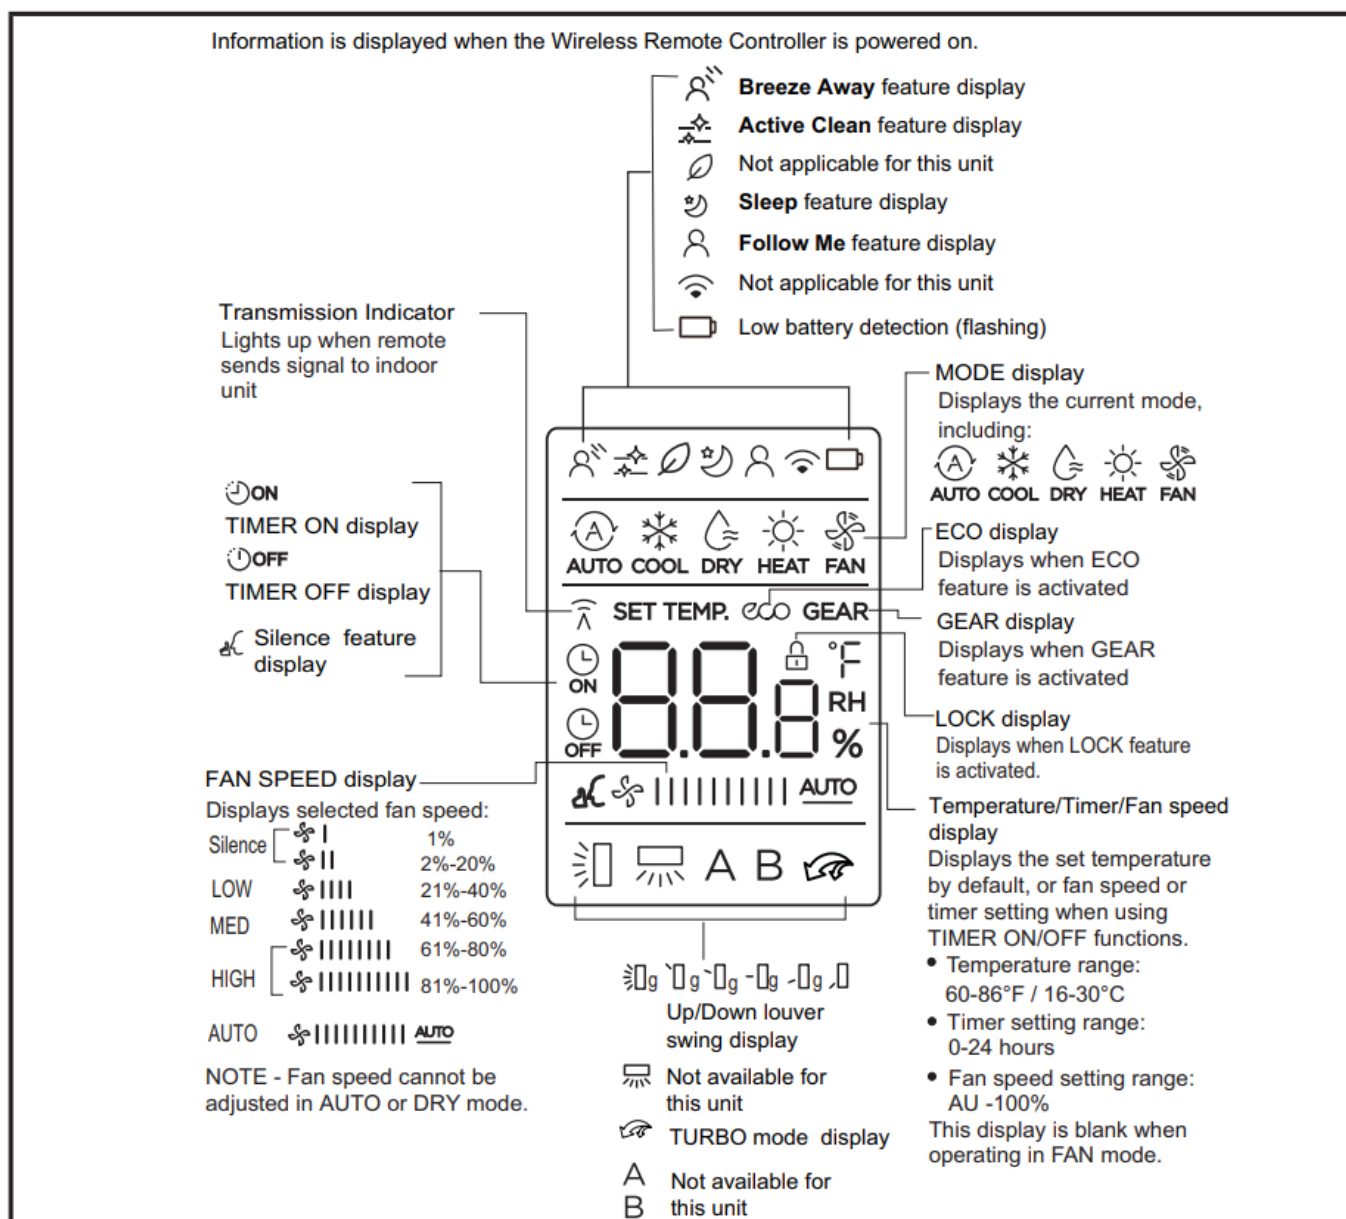 Information is displayed when the Wireless Remote Controller is powered on.
Breeze Away feature display
Active Clean feature display
Not applicable for this unit
Sleep feature display
Follow Me feature display
Not applicable for this unit
Low battery detection (flashing)
Transmission Indicator
Lights up when remote
sends signal to indoor
unit
ON
TIMER ON display
OFF
TIMER OFF display
Silence feature
display
FAN SPEED display
Displays selected fan speed:
Silence
1%
2%-20%
LOW 21%-40%
MED 41%-60%
61%-80%
HIGH
81%-100%
AUTO AUTO
NOTE - Fan speed cannot be
adjusted in AUTO or DRY mode.
A
AUTO COOL DRY HEAT FAN
SET TEMP. eco GEAR
ON
88.8
°F
RH
OFF
%
AUTO
A B
g g g g g
Up/Down louver
swing display
Not available for
this unit
TURBO mode display
A
B
Not available for
this unit
MODE display
Displays the current mode,
including:
A
AUTO COOL DRY HEAT FAN
ECO display
Displays when ECO
feature is activated
GEAR display
Displays when GEAR
feature is activated
LOCK display
Displays when LOCK feature
is activated.
Temperature/Timer/Fan speed
display
Displays the set temperature
by default, or fan speed or
timer setting when using
TIMER ON/OFF functions.
• Temperature range:
60-86°F / 16-30°C
• Timer setting range:
0-24 hours
• Fan speed setting range:
AU -100%
This display is blank when
operating in FAN mode.